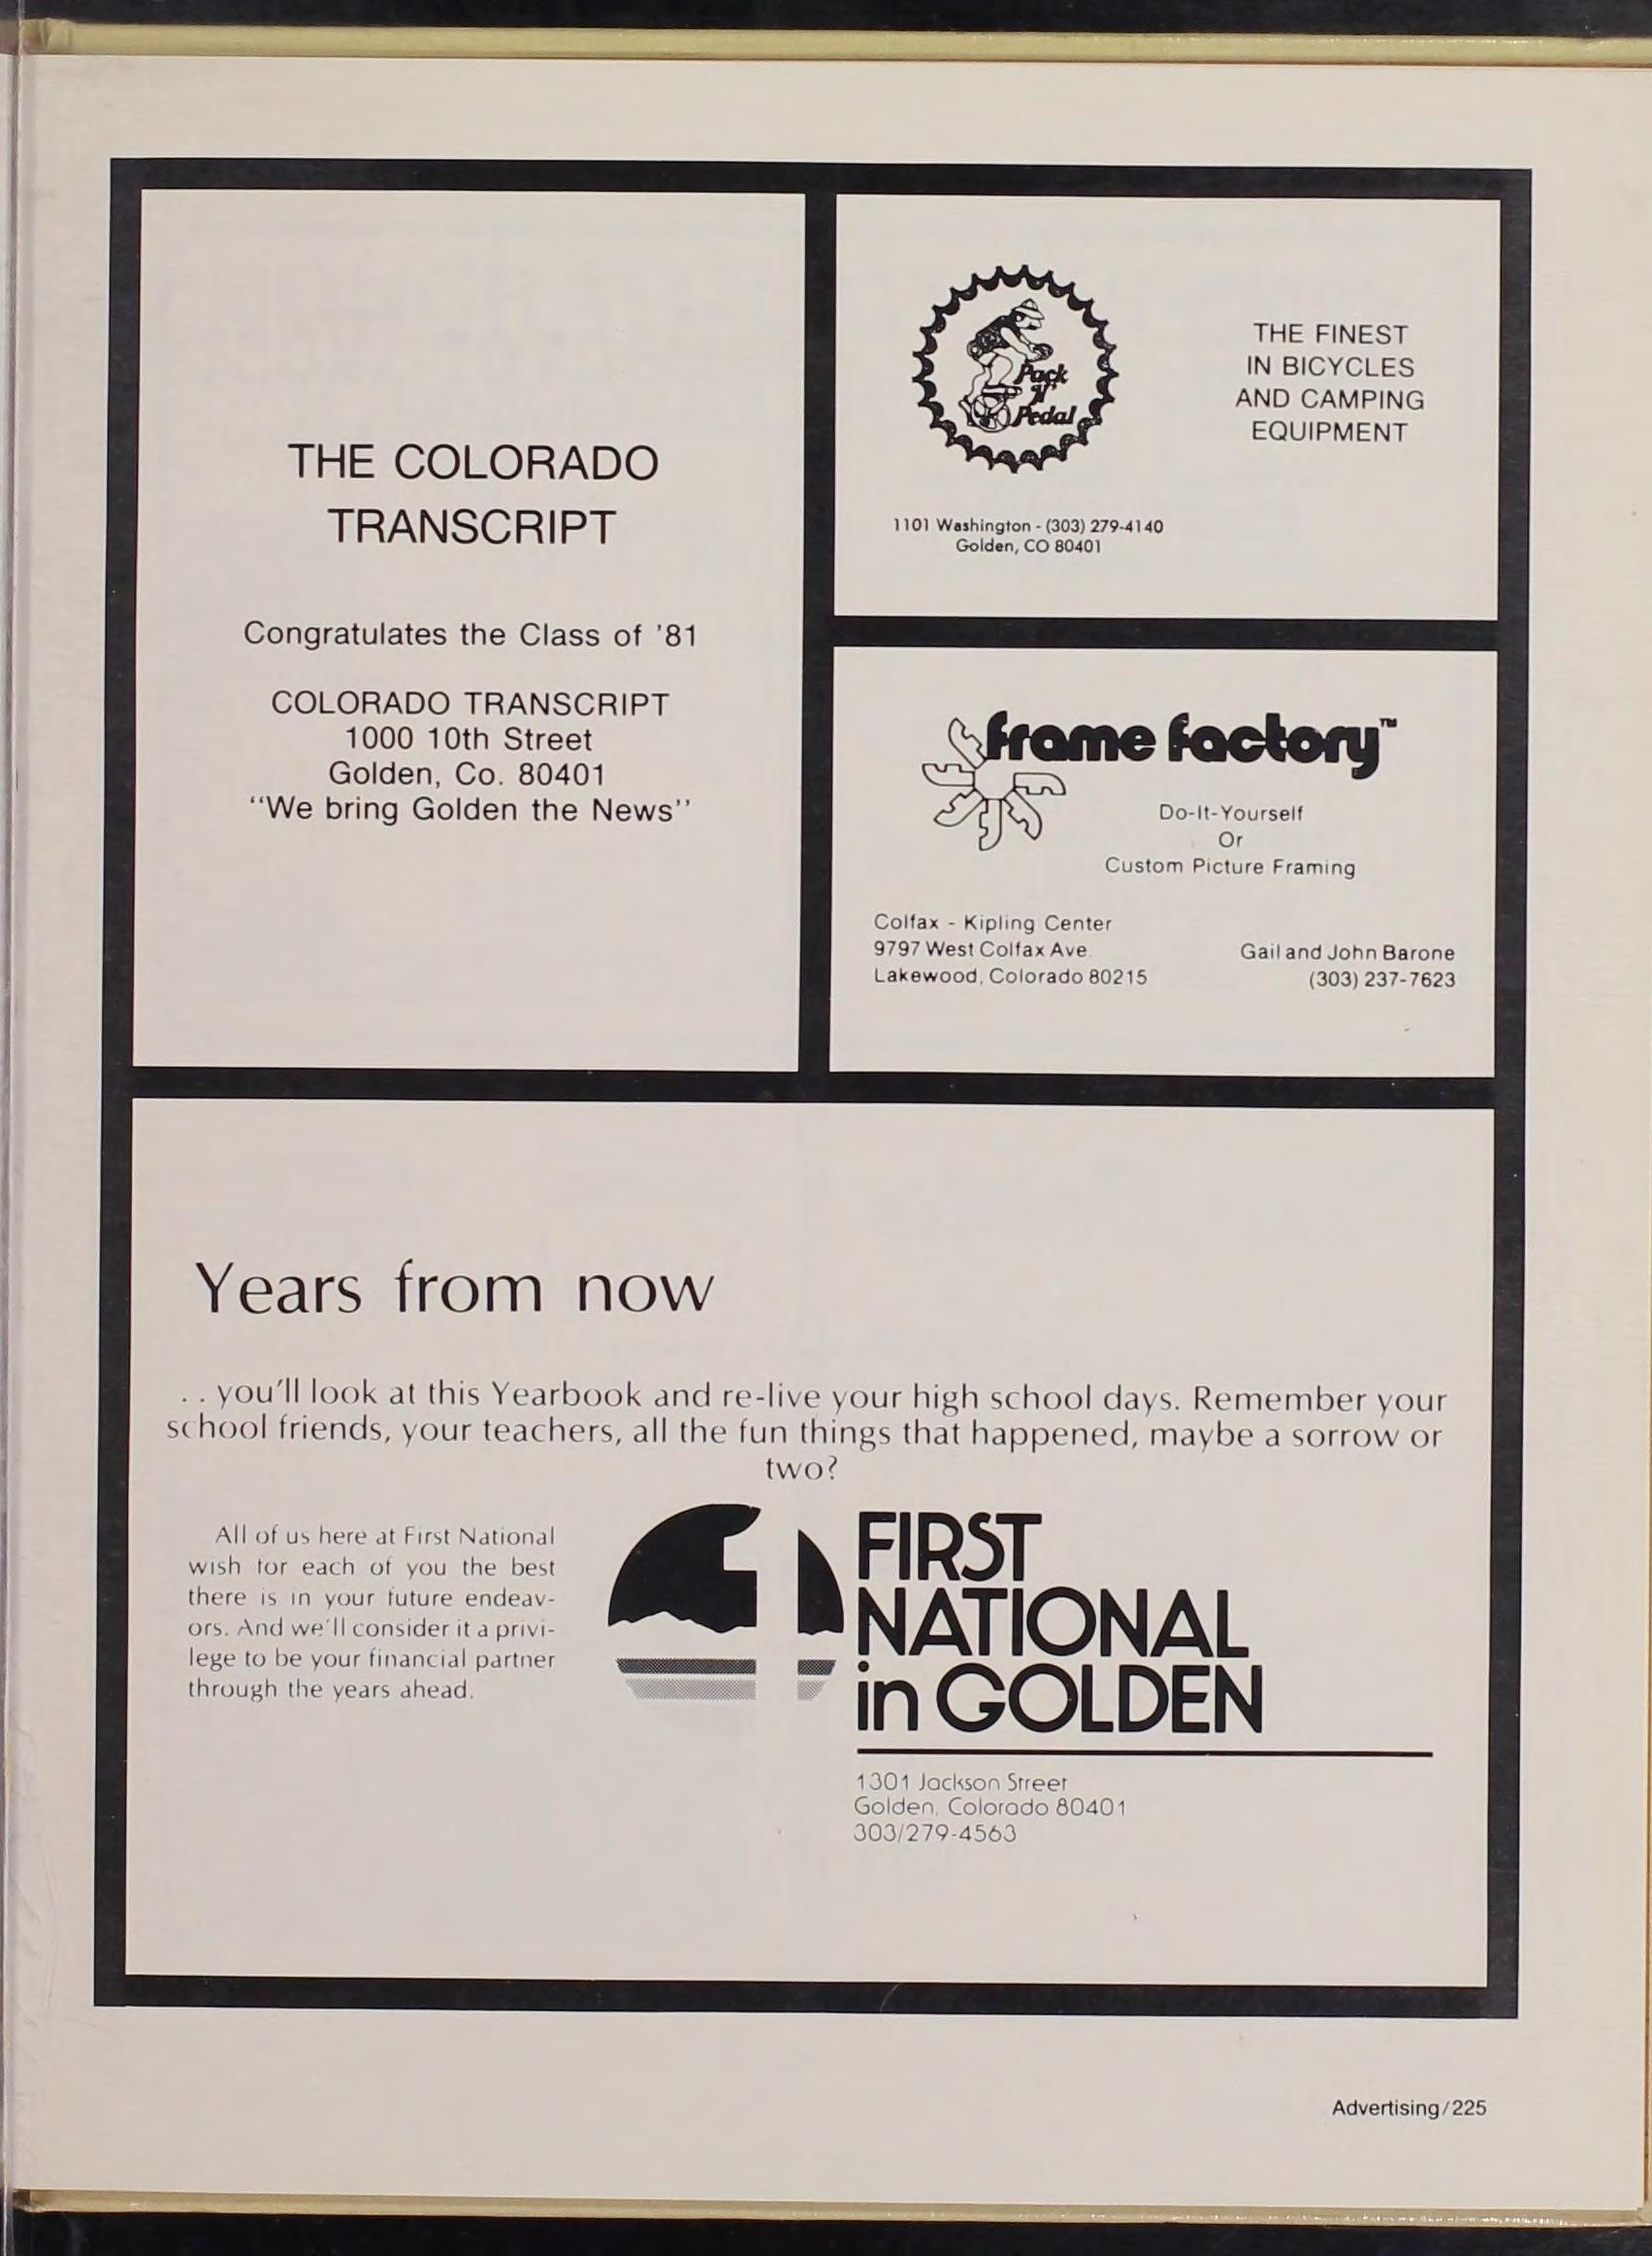 THE COLORADO
TRANSCRIPT
Congratulates the Class of '81
COLORADO TRANSCRIPT
1000 10th Street
Golden, Co. 80401
"We bring Golden the News"
Pack
'N'
Pedal
THE FINEST
IN BICYCLES
AND CAMPING
EQUIPMENT
1101 Washington - (303) 279-4140
Golden, CO 80401
frame factory™
Do-It-Yourself
Or
Custom Picture Framing
Colfax - Kipling Center
9797 West Colfax Ave.
Lakewood, Colorado 80215
Gail and John Barone
(303) 237-7623
Years from now
. . you'll look at this Yearbook and re-live your high school days. Remember your
school friends, your teachers, all the fun things that happened, maybe a sorrow or
two?
All of us here at First National
wish for each of you the best
there is in your future endeav-
ors. And we'll consider it a privi-
lege to be your financial partner
through the years ahead.
1
FIRST
NATIONAL
in GOLDEN
1301 Jackson Street
Golden, Colorado 80401
303/279-4563
Advertising/225